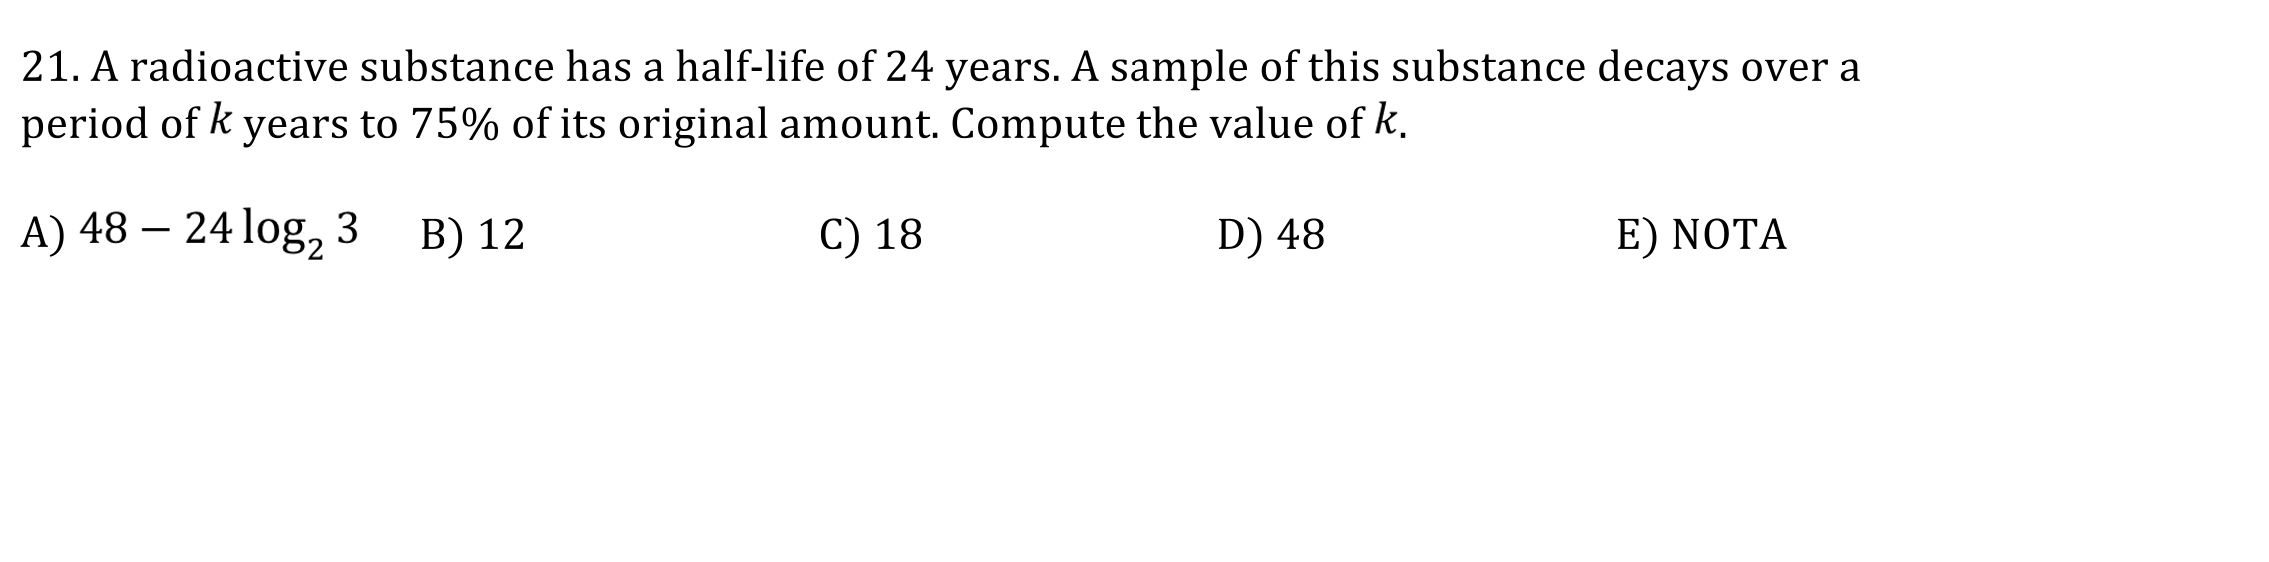 21. A radioactive substance has a half-life of 24 years. A sample of this substance decays over a
period of k years to 75% of its original amount. Compute the value of k.
A) 48 – 24 log₂ 3 B) 12 C) 18 D) 48 E) NOTA